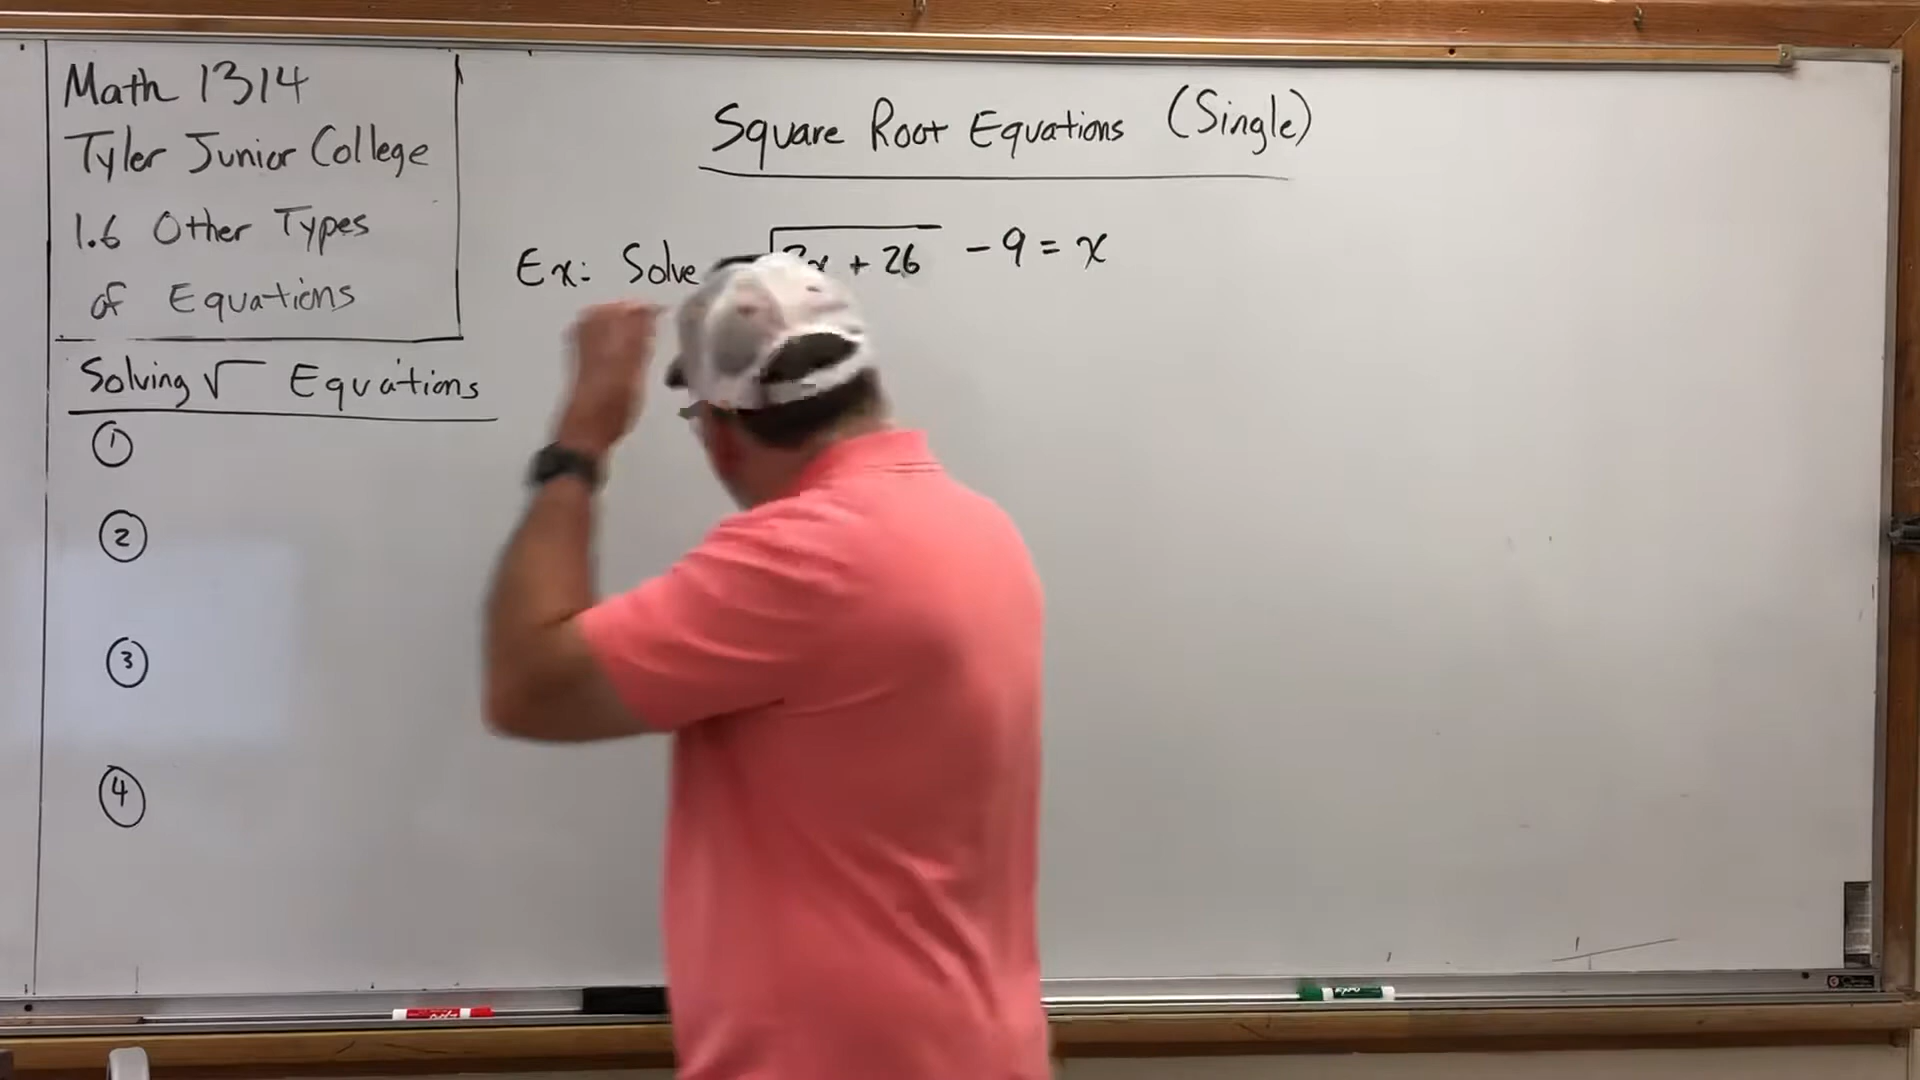 Math 1314
Tyler Junior College
1.6 Other Types
of Equations
Solving √ Equations
①
②
③
④
Square Root Equations (Single)
Ex: Solve + 26 - 9 = x
EXPO